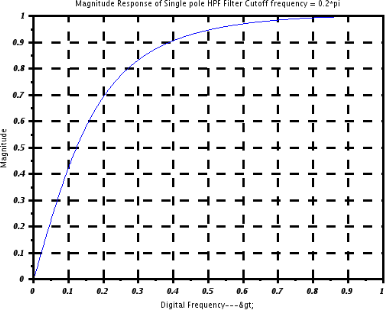 Magnitude Response of Single pole HPF Filter Cutoff frequency = 0.2*pi
1
0.9
0.8
0.7
0.6
0.5
0.4
0.3
0.2
0.1
0
Magnitude
0 0.1 0.2 0.3 0.4 0.5 0.6 0.7 0.8 0.9 1
Digital Frequency---&gt;